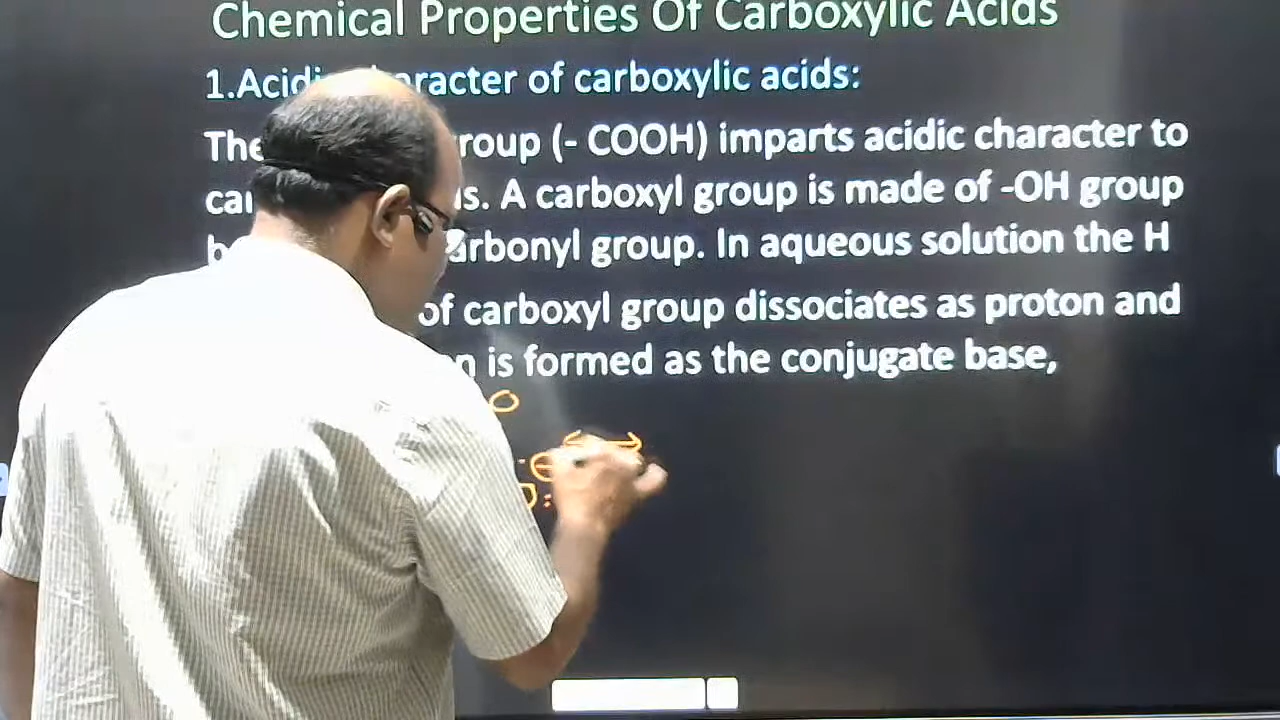 Chemical Properties Of Carboxylic Acids
1.Acidi racter of carboxylic acids:
The roup (- COOH) imparts acidic character to
car s. A carboxyl group is made of -OH group
b arbonyl group. In aqueous solution the H
of carboxyl group dissociates as proton and
n is formed as the conjugate base,